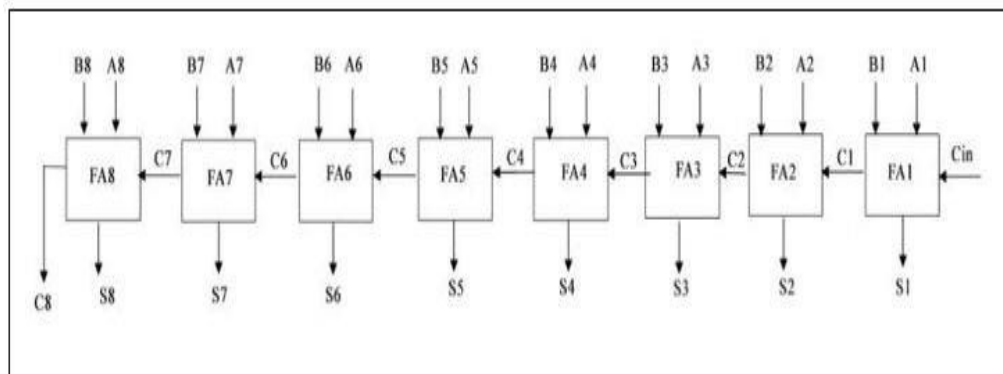 B8 A8 B7 A7 B6 A6 B5 A5 B4 A4 B3 A3 B2 A2 B1 A1
C7 C6 C5 C4 C3 C2 C1 Cin
FA8 FA7 FA6 FA5 FA4 FA3 FA2 FA1
C8 S8 S7 S6 S5 S4 S3 S2 S1